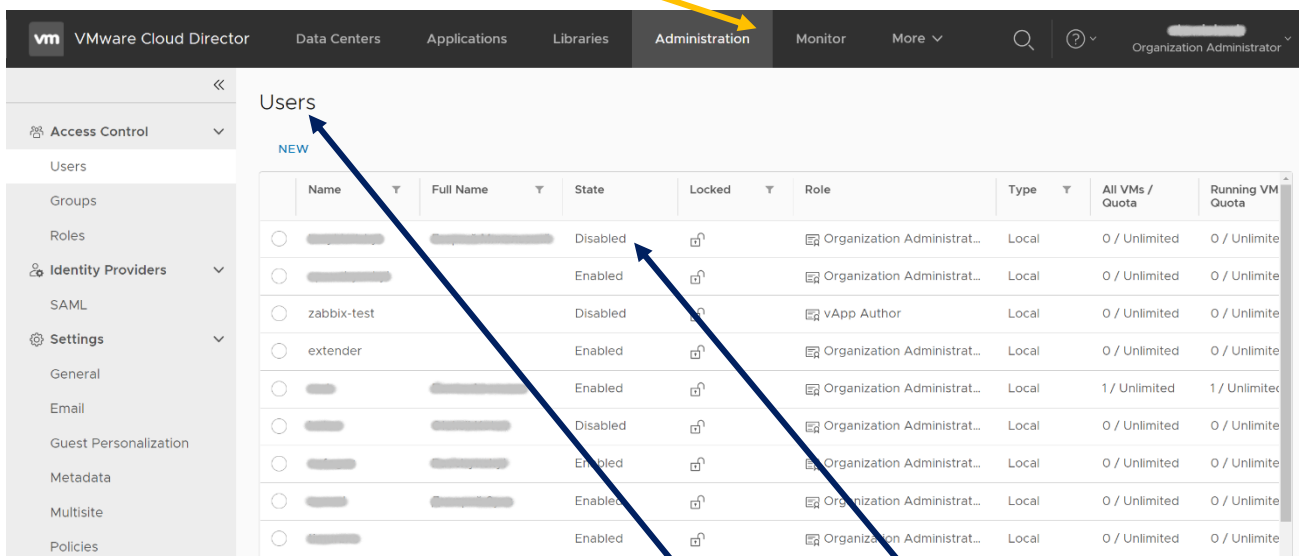 vm VMware Cloud Director Data Centers Applications Libraries Administration Monitor More
Organization Administrator
Users
NEW
Access Control
Users
Groups
Roles
Identity Providers
SAML
Settings
General
Email
Guest Personalization
Metadata
Multisite
Policies
Name Full Name State Locked Role Type All VMs / Quota Running VM Quota
Disabled Organization Administrat... Local 0 / Unlimited 0 / Unlimite
Enabled Organization Administrat... Local 0 / Unlimited 0 / Unlimite
zabbix-test Disabled vApp Author Local 0 / Unlimited 0 / Unlimite
extender Enabled Organization Administrat... Local 0 / Unlimited 0 / Unlimite
Enabled Organization Administrat... Local 1 / Unlimited 1 / Unlimited
Disabled Organization Administrat... Local 0 / Unlimited 0 / Unlimite
Enabled Organization Administrat... Local 0 / Unlimited 0 / Unlimite
Enabled Organization Administrat... Local 0 / Unlimited 0 / Unlimite
Enabled Organization Administrat... Local 0 / Unlimited 0 / Unlimite